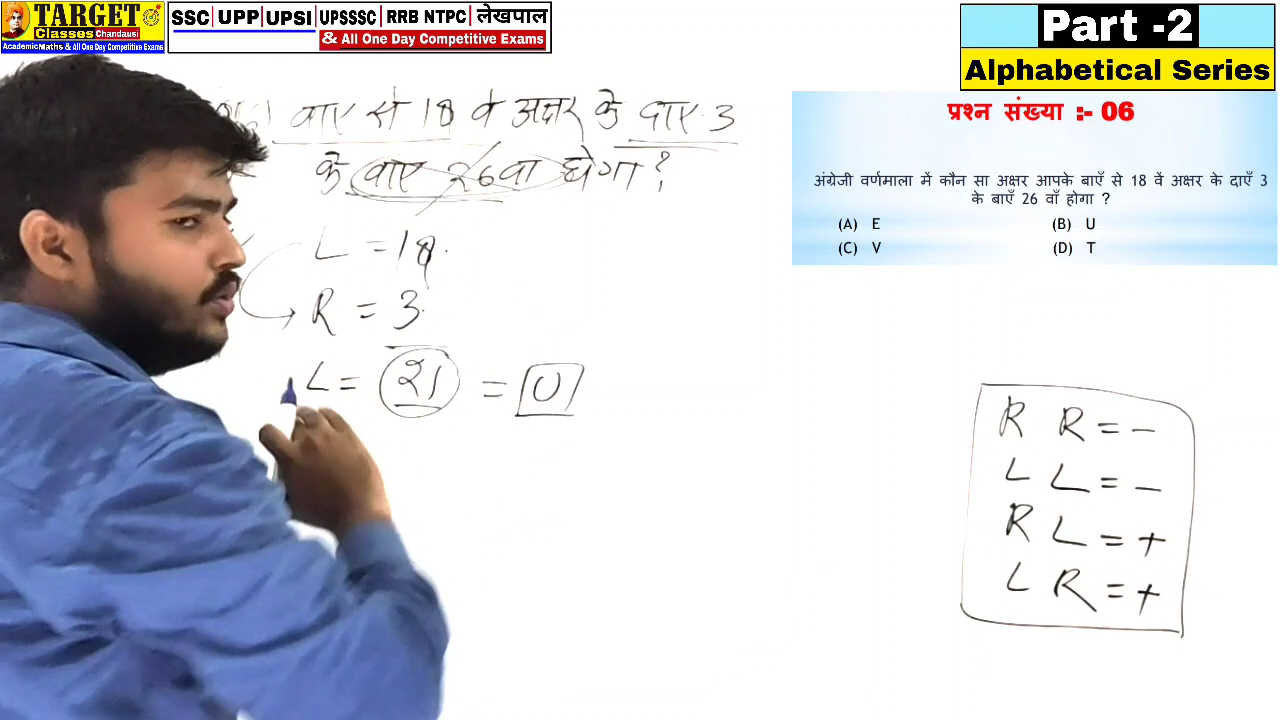 TARGET
Classes Chandausi
Academic Maths & All One Day Competitive Exams
SSC UPP UPSI UPSSSC RRB NTPC लेखपाल
& All One Day Competitive Exams
Part -2
Alphabetical Series
प्रश्न संख्या :- 06
अंग्रेजी वर्णमाला में कौन सा अक्षर आपके बाएँ से 18 वें अक्षर के दाएँ 3
के बाएँ 26 वाँ होगा ?
(A) E (B) U
(C) V (D) T
बाए से 18 वे अक्षर के दाए 3
के बाए 26वा होगा ?
L = 18
R = 3
L = 21 = U
R R = -
L L = -
R L = +
L R = +